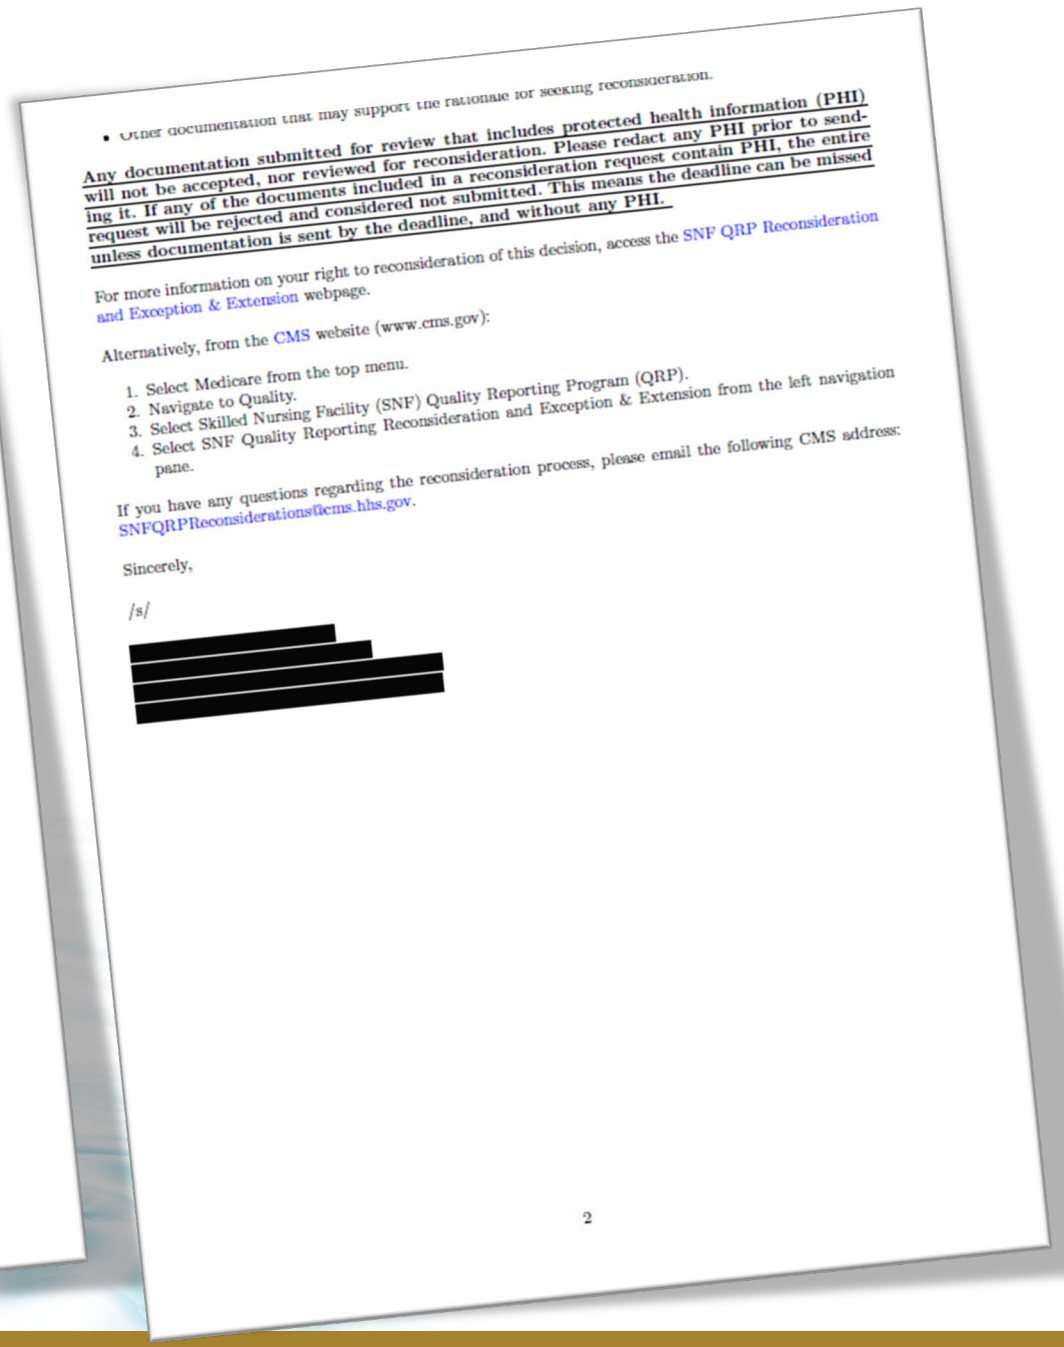 • Other documentation that may support the rationale for seeking reconsideration.
Any documentation submitted for review that includes protected health information (PHI)
will not be accepted, nor reviewed for reconsideration. Please redact any PHI prior to send-
ing it. If any of the documents included in a reconsideration request contain PHI, the entire
request will be rejected and considered not submitted. This means the deadline can be missed
unless documentation is sent by the deadline, and without any PHI.
For more information on your right to reconsideration of this decision, access the SNF QRP Reconsideration
and Exception & Extension webpage.
Alternatively, from the CMS website (www.cms.gov):
1. Select Medicare from the top menu.
2. Navigate to Quality.
3. Select Skilled Nursing Facility (SNF) Quality Reporting Program (QRP).
4. Select SNF Quality Reporting Reconsideration and Exception & Extension from the left navigation
pane.
If you have any questions regarding the reconsideration process, please email the following CMS address:
SNFQRPReconsiderations@cms.hhs.gov.
Sincerely,
/s/
2